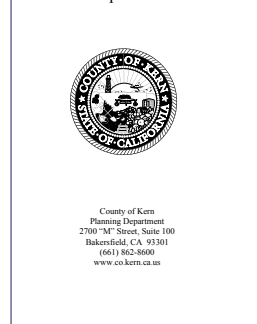 COUNTY · OF · KERN
STATE · OF · CALIFORNIA
County of Kern
Planning Department
2700 “M” Street, Suite 100
Bakersfield, CA  93301
(661) 862-8600
www.co.kern.ca.us